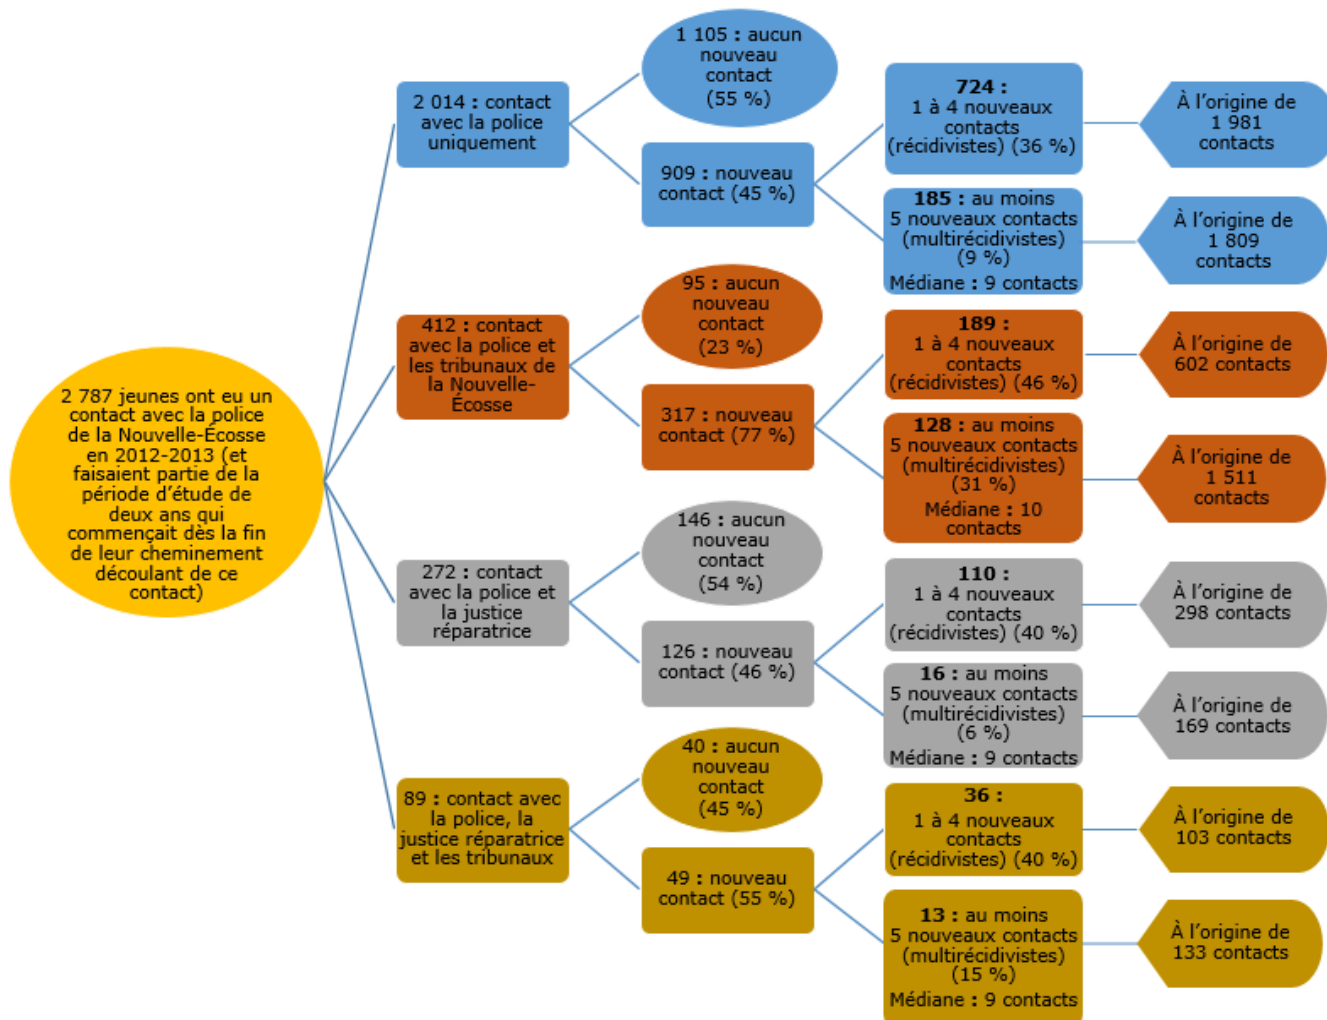 2 787 jeunes ont eu un
contact avec la police
de la Nouvelle-Écosse
en 2012-2013 (et
faisaient partie de la
période d'étude de
deux ans qui
commençait dès la fin
de leur cheminement
découlant de ce
contact)
2 014 : contact
avec la police
uniquement
1 105 : aucun
nouveau
contact
(55 %)
909 : nouveau
contact (45 %)
724 :
1 à 4 nouveaux
contacts
(récidivistes) (36 %)
À l'origine de
1 981
contacts
185 : au moins
5 nouveaux contacts
(multirécidivistes)
(9 %)
Médiane : 9 contacts
À l'origine de
1 809
contacts
412 : contact
avec la police et
les tribunaux de
la Nouvelle-
Écosse
95 : aucun
nouveau
contact
(23 %)
317 : nouveau
contact (77 %)
189 :
1 à 4 nouveaux
contacts
(récidivistes) (46 %)
À l'origine de
602 contacts
128 : au moins
5 nouveaux contacts
(multirécidivistes)
(31 %)
Médiane : 10
contacts
À l'origine de
1 511
contacts
272 : contact
avec la police et
la justice
réparatrice
146 : aucun
nouveau
contact
(54 %)
126 : nouveau
contact (46 %)
110 :
1 à 4 nouveaux
contacts
(récidivistes) (40 %)
À l'origine de
298 contacts
16 : au moins
5 nouveaux contacts
(multirécidivistes)
(6 %)
Médiane : 9 contacts
À l'origine de
169 contacts
89 : contact avec
la police, la
justice réparatrice
et les tribunaux
40 : aucun
nouveau
contact
(45 %)
49 : nouveau
contact (55 %)
36 :
1 à 4 nouveaux
contacts
(récidivistes) (40 %)
À l'origine de
103 contacts
13 : au moins
5 nouveaux contacts
(multirécidivistes)
(15 %)
Médiane : 9 contacts
À l'origine de
133 contacts